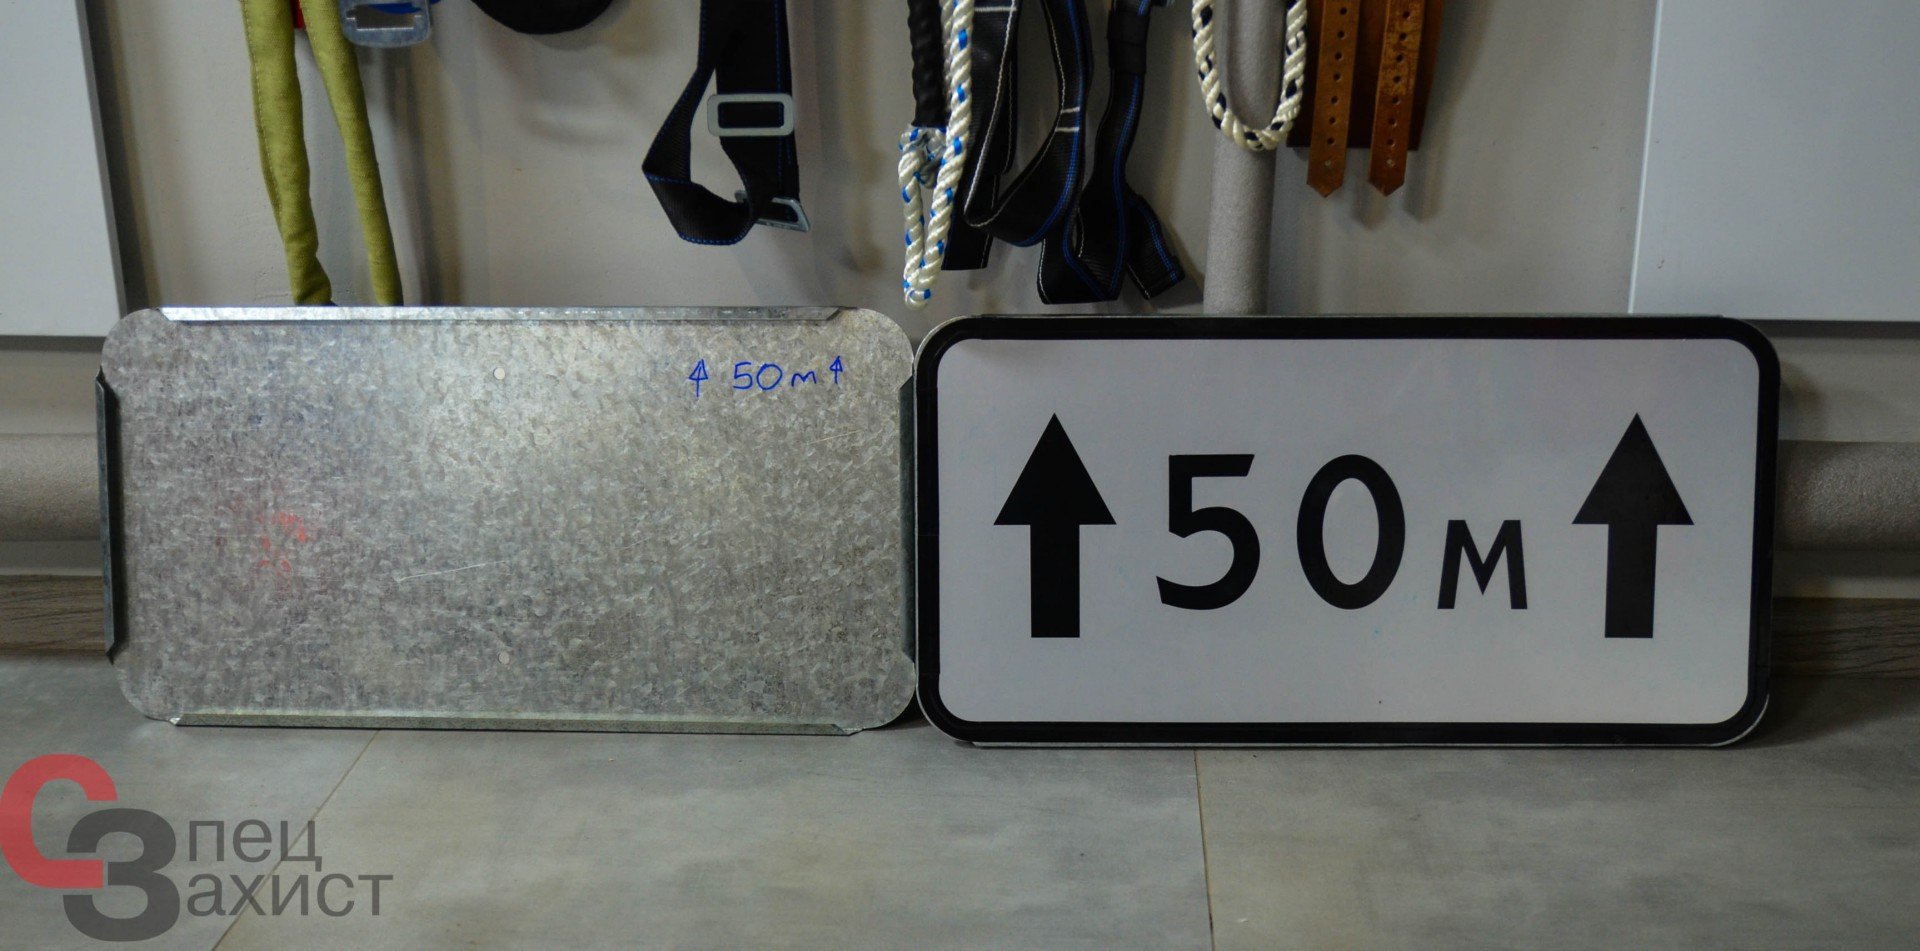 ↑ 50м ↑
↑ 50 м ↑
Спец
Захист